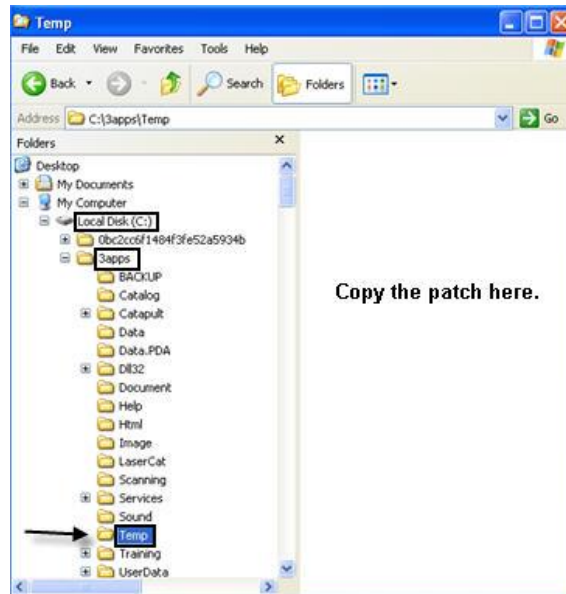 Temp
File Edit View Favorites Tools Help
Back Search Folders
Address C:\3apps\Temp Go
Folders
Desktop
My Documents
My Computer
Local Disk (C:)
0bc2cc6f1484f3fe52a5934b
3apps
BACKUP
Catalog
Catapult
Data
Data.PDA
Dll32
Document
Help
Html
Image
LaserCat
Scanning
Services
Sound
Temp
Training
UserData
Copy the patch here.